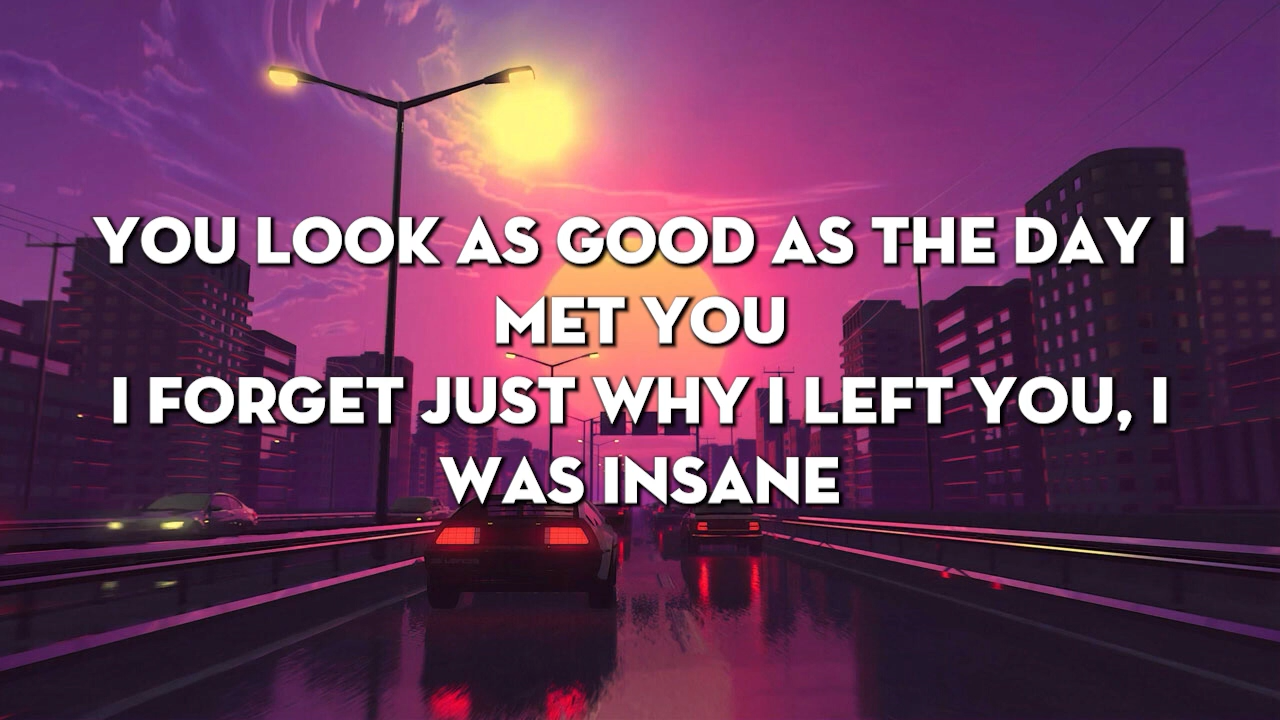 YOU LOOK AS GOOD AS THE DAY I
MET YOU
I FORGET JUST WHY I LEFT YOU, I
WAS INSANE